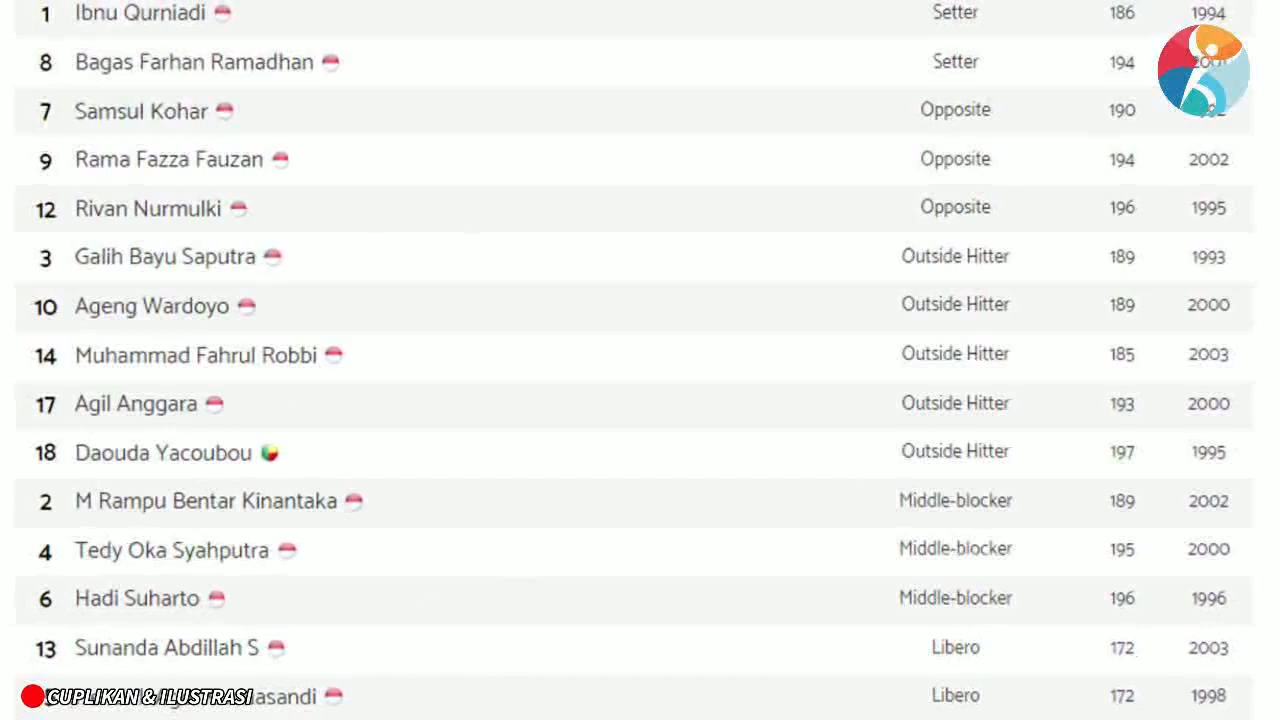 1 Ibnu Qurniadi Setter 186 1994
8 Bagas Farhan Ramadhan Setter 194
7 Samsul Kohar Opposite 190
9 Rama Fazza Fauzan Opposite 194 2002
12 Rivan Nurmulki Opposite 196 1995
3 Galih Bayu Saputra Outside Hitter 189 1993
10 Ageng Wardoyo Outside Hitter 189 2000
14 Muhammad Fahrul Robbi Outside Hitter 185 2003
17 Agil Anggara Outside Hitter 193 2000
18 Daouda Yacoubou Outside Hitter 197 1995
2 M Rampu Bentar Kinantaka Middle-blocker 189 2002
4 Tedy Oka Syahputra Middle-blocker 195 2000
6 Hadi Suharto Middle-blocker 196 1996
13 Sunanda Abdillah S Libero 172 2003
CUPLIKAN & ILUSTRASI Libero 172 1998